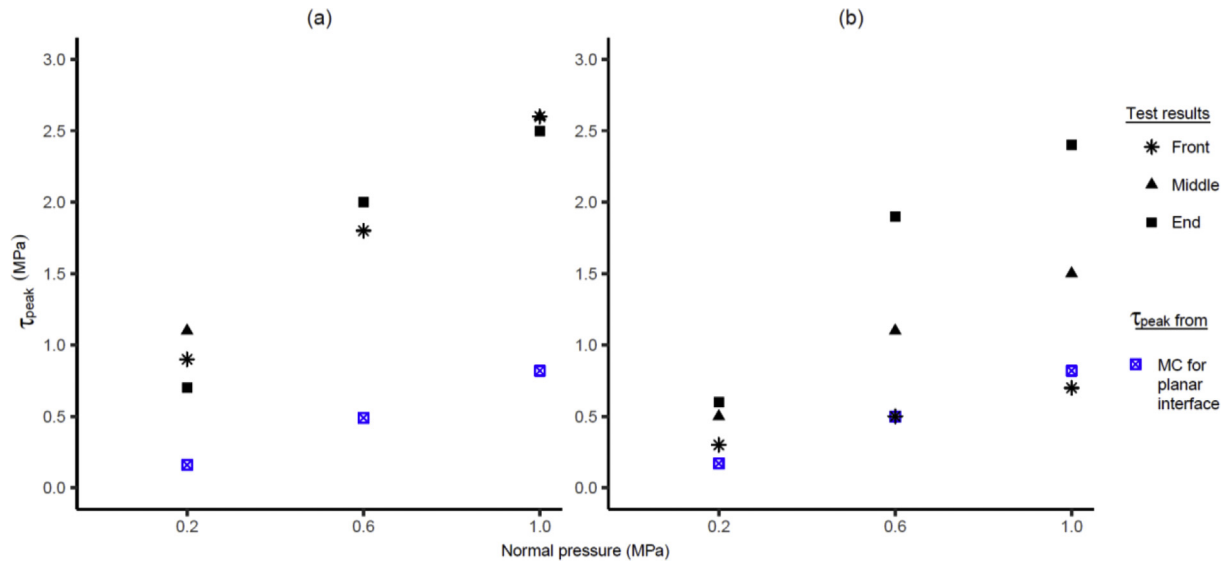 (a)
(b)
3.0
2.5
2.0
1.5
1.0
0.5
0.0
τpeak (MPa)
0.2
0.6
1.0
3.0
2.5
2.0
1.5
1.0
0.5
0.0
0.2
0.6
1.0
Normal pressure (MPa)
Test results
Front
Middle
End
τpeak from
MC for
planar
interface